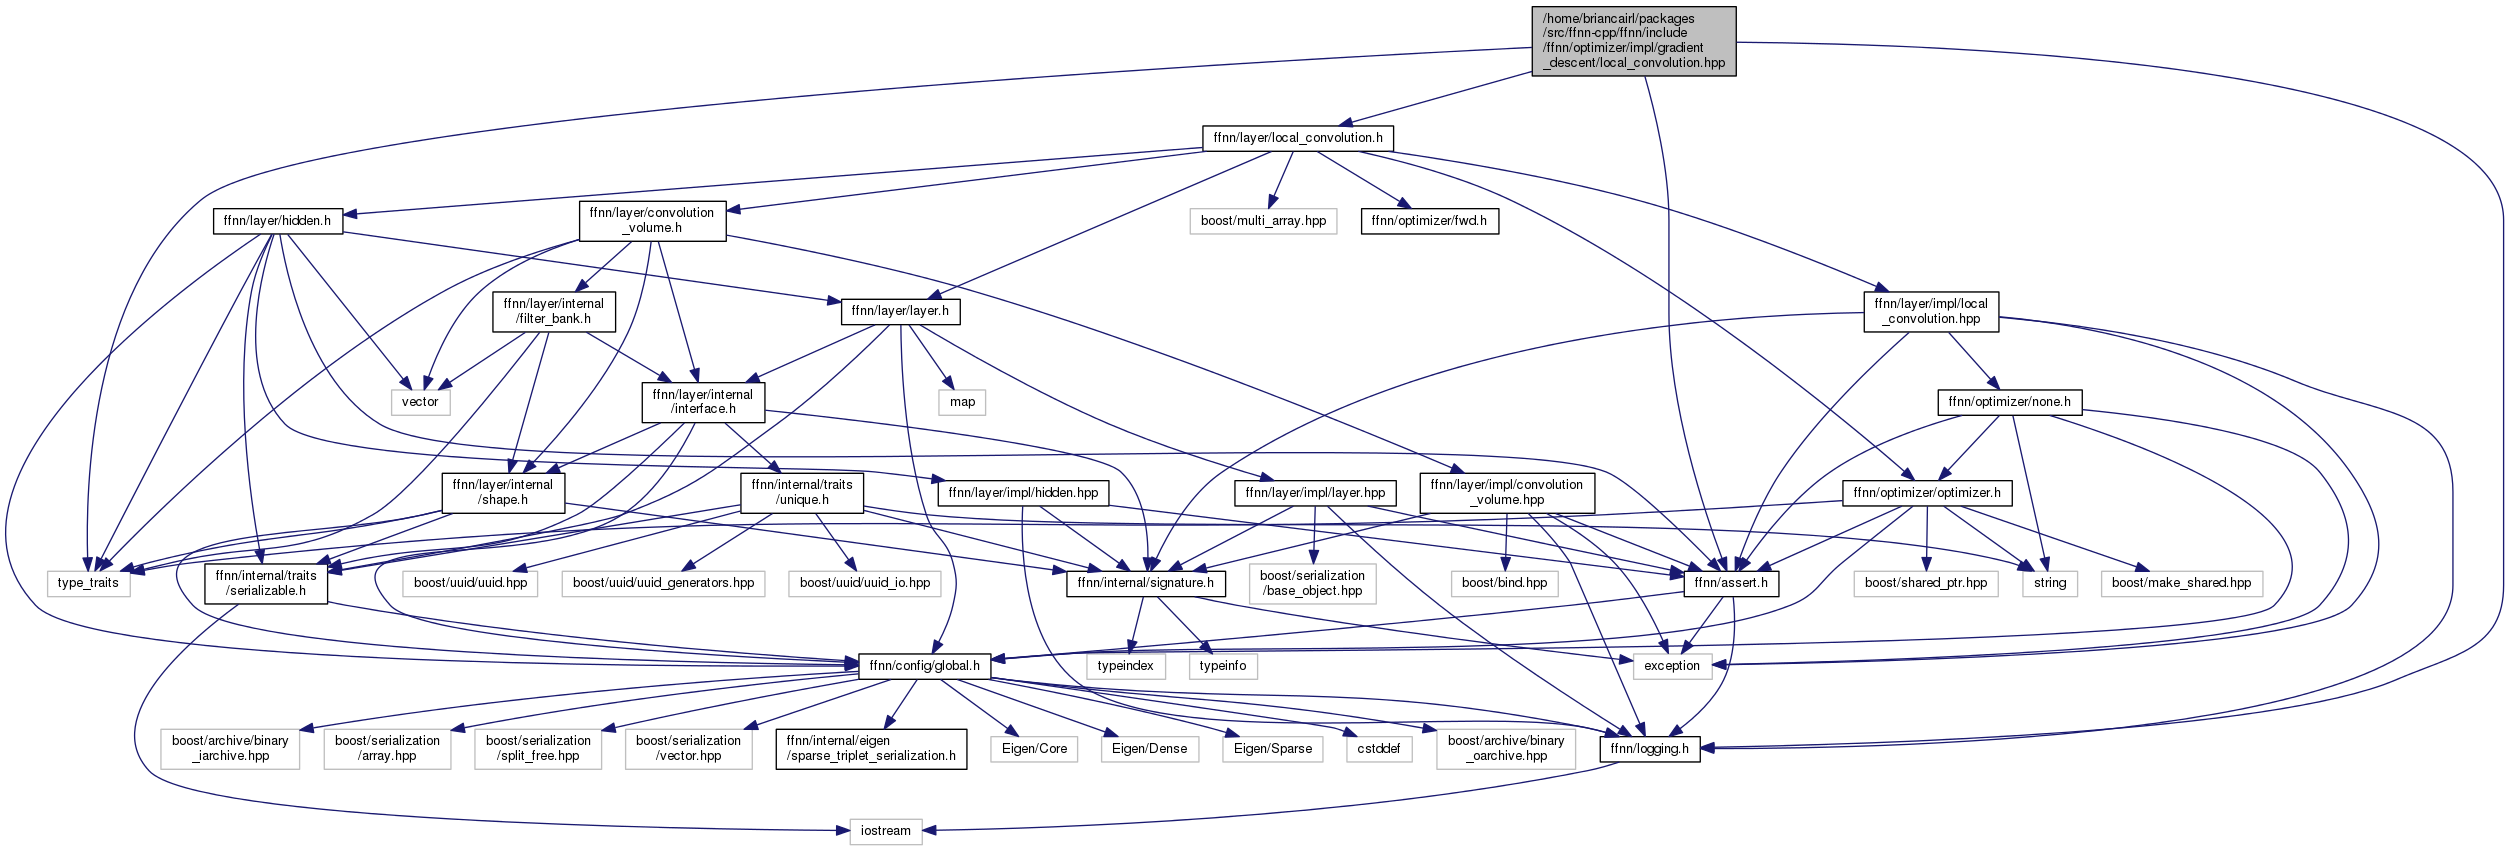 /home/briancairl/packages
/src/ffnn-cpp/ffnn/include
/ffnn/optimizer/impl/gradient
_descent/local_convolution.hpp
ffnn/layer/local_convolution.h
ffnn/layer/hidden.h
ffnn/layer/convolution
_volume.h
boost/multi_array.hpp
ffnn/optimizer/fwd.h
ffnn/layer/internal
/filter_bank.h
ffnn/layer/layer.h
ffnn/layer/impl/local
_convolution.hpp
vector
ffnn/layer/internal
/interface.h
map
ffnn/optimizer/none.h
ffnn/layer/internal
/shape.h
ffnn/internal/traits
/unique.h
ffnn/layer/impl/hidden.hpp
ffnn/layer/impl/layer.hpp
ffnn/layer/impl/convolution
_volume.hpp
ffnn/optimizer/optimizer.h
type_traits
ffnn/internal/traits
/serializable.h
boost/uuid/uuid.hpp
boost/uuid/uuid_generators.hpp
boost/uuid/uuid_io.hpp
ffnn/internal/signature.h
boost/serialization
/base_object.hpp
boost/bind.hpp
ffnn/assert.h
boost/shared_ptr.hpp
string
boost/make_shared.hpp
ffnn/config/global.h
typeindex
typeinfo
exception
boost/archive/binary
_iarchive.hpp
boost/serialization
/array.hpp
boost/serialization
/split_free.hpp
boost/serialization
/vector.hpp
ffnn/internal/eigen
/sparse_triplet_serialization.h
Eigen/Core
Eigen/Dense
Eigen/Sparse
cstddef
boost/archive/binary
_oarchive.hpp
ffnn/logging.h
iostream